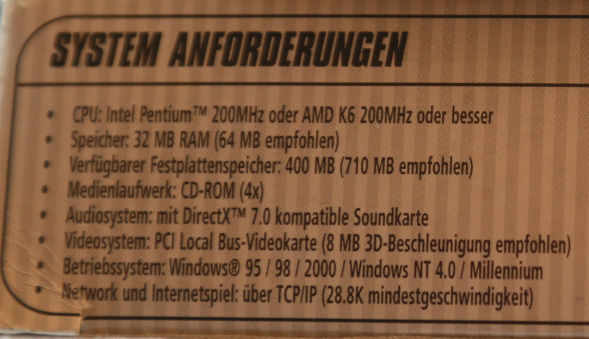 SYSTEM ANFORDERUNGEN
• CPU: Intel Pentium™ 200MHz oder AMD K6 200MHz oder besser
• Speicher: 32 MB RAM (64 MB empfohlen)
• Verfügbarer Festplattenspeicher: 400 MB (710 MB empfohlen)
• Medienlaufwerk: CD-ROM (4x)
• Audiosystem: mit DirectX™ 7.0 kompatible Soundkarte
• Videosystem: PCI Local Bus-Videokarte (8 MB 3D-Beschleunigung empfohlen)
• Betriebssystem: Windows® 95 / 98 / 2000 / Windows NT 4.0 / Millennium
• Network und Internetspiel: über TCP/IP (28.8K mindestgeschwindigkeit)